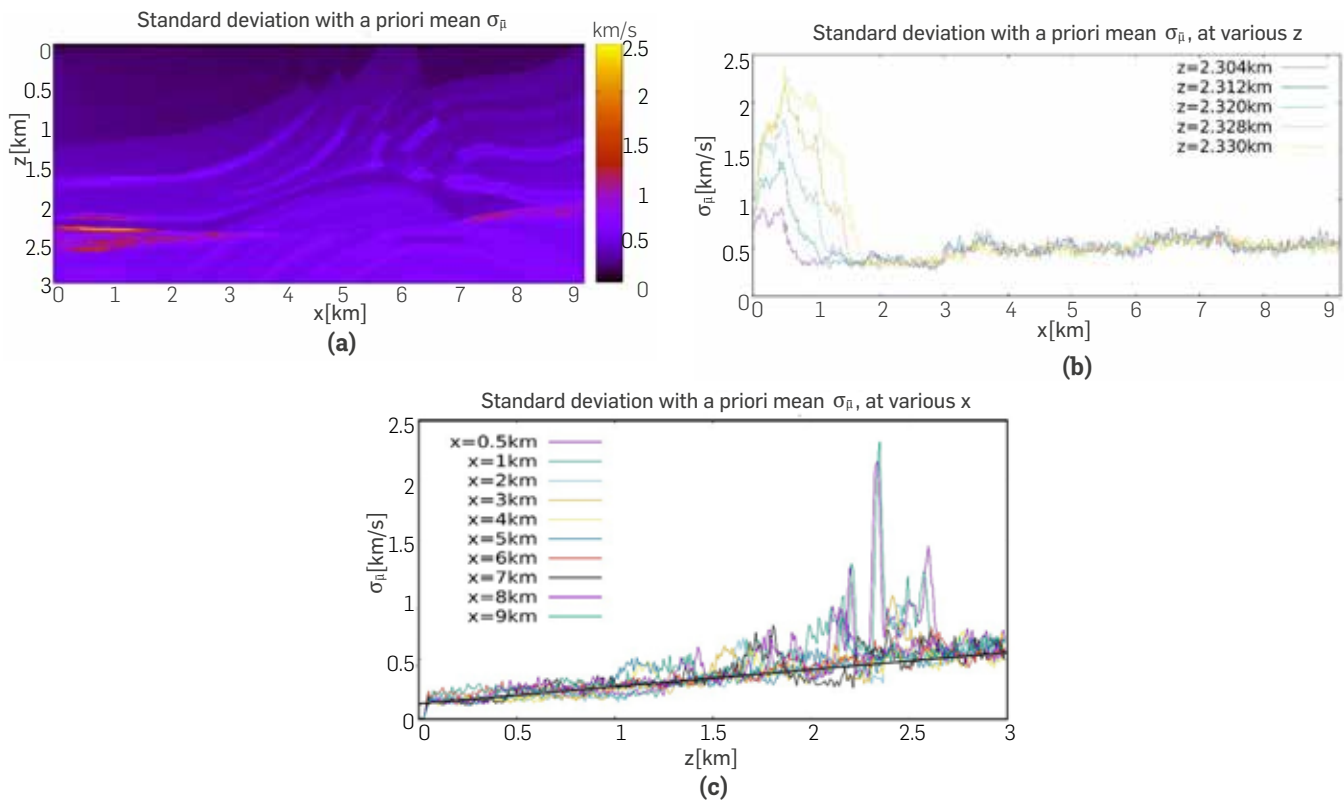 Standard deviation with a priori mean σμ̄
km/s
0
0.5
1
1.5
2
2.5
3
z[km]
0 1 2 3 4 5 6 7 8 9
x[km]
2.5
2
1.5
1
0.5
0
(a)
Standard deviation with a priori mean σμ̄, at various z
2.5
2
1.5
1
0.5
0
σμ̄[km/s]
z=2.304km
z=2.312km
z=2.320km
z=2.328km
z=2.330km
0 1 2 3 4 5 6 7 8 9
x[km]
(b)
Standard deviation with a priori mean σμ̄, at various x
2.5
2
1.5
1
0.5
0
σμ̄[km/s]
x=0.5km
x=1km
x=2km
x=3km
x=4km
x=5km
x=6km
x=7km
x=8km
x=9km
0 0.5 1 1.5 2 2.5 3
z[km]
(c)